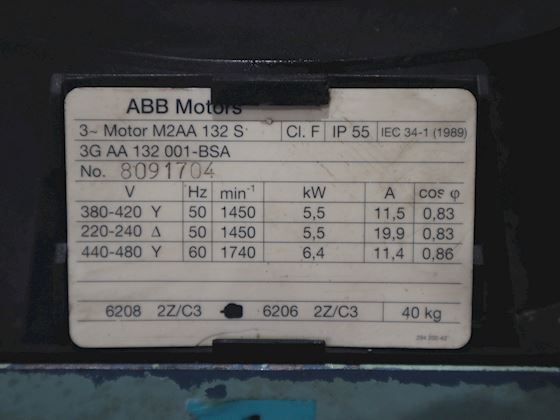 ABB Motors
3~ Motor M2AA 132 S Cl. F IP 55 IEC 34-1 (1989)
3G AA 132 001-BSA
No. 8091704
V Hz min⁻¹ kW A cos φ
380-420 Y 50 1450 5,5 11,5 0,83
220-240 Δ 50 1450 5,5 19,9 0,83
440-480 Y 60 1740 6,4 11,4 0,86
6208 2Z/C3 6206 2Z/C3 40 kg